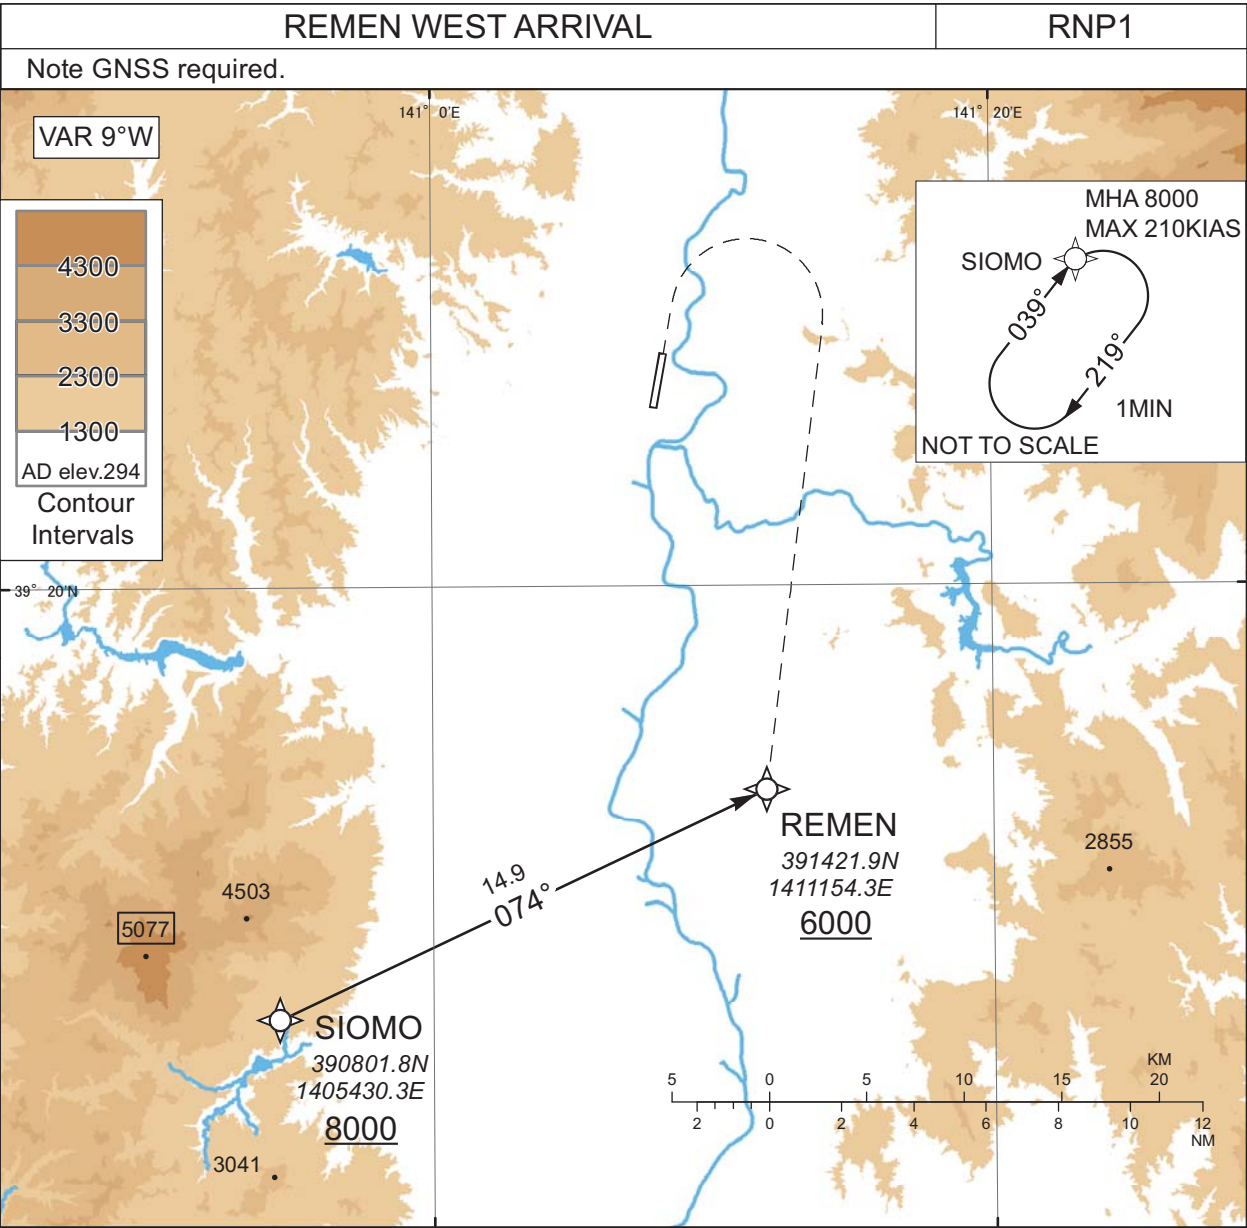 REMEN WEST ARRIVAL
RNP1
Note GNSS required.
141° 0'E
141° 20'E
VAR 9°W
4300
3300
2300
1300
AD elev.294
Contour
Intervals
MHA 8000
MAX 210KIAS
SIOMO
039°
219°
1MIN
NOT TO SCALE
39° 20'N
REMEN
391421.9N
1411154.3E
6000
2855
14.9
074°
4503
5077
SIOMO
390801.8N
1405430.3E
8000
3041
KM
5 0 5 10 15 20
2 0 2 4 6 8 10 12
NM